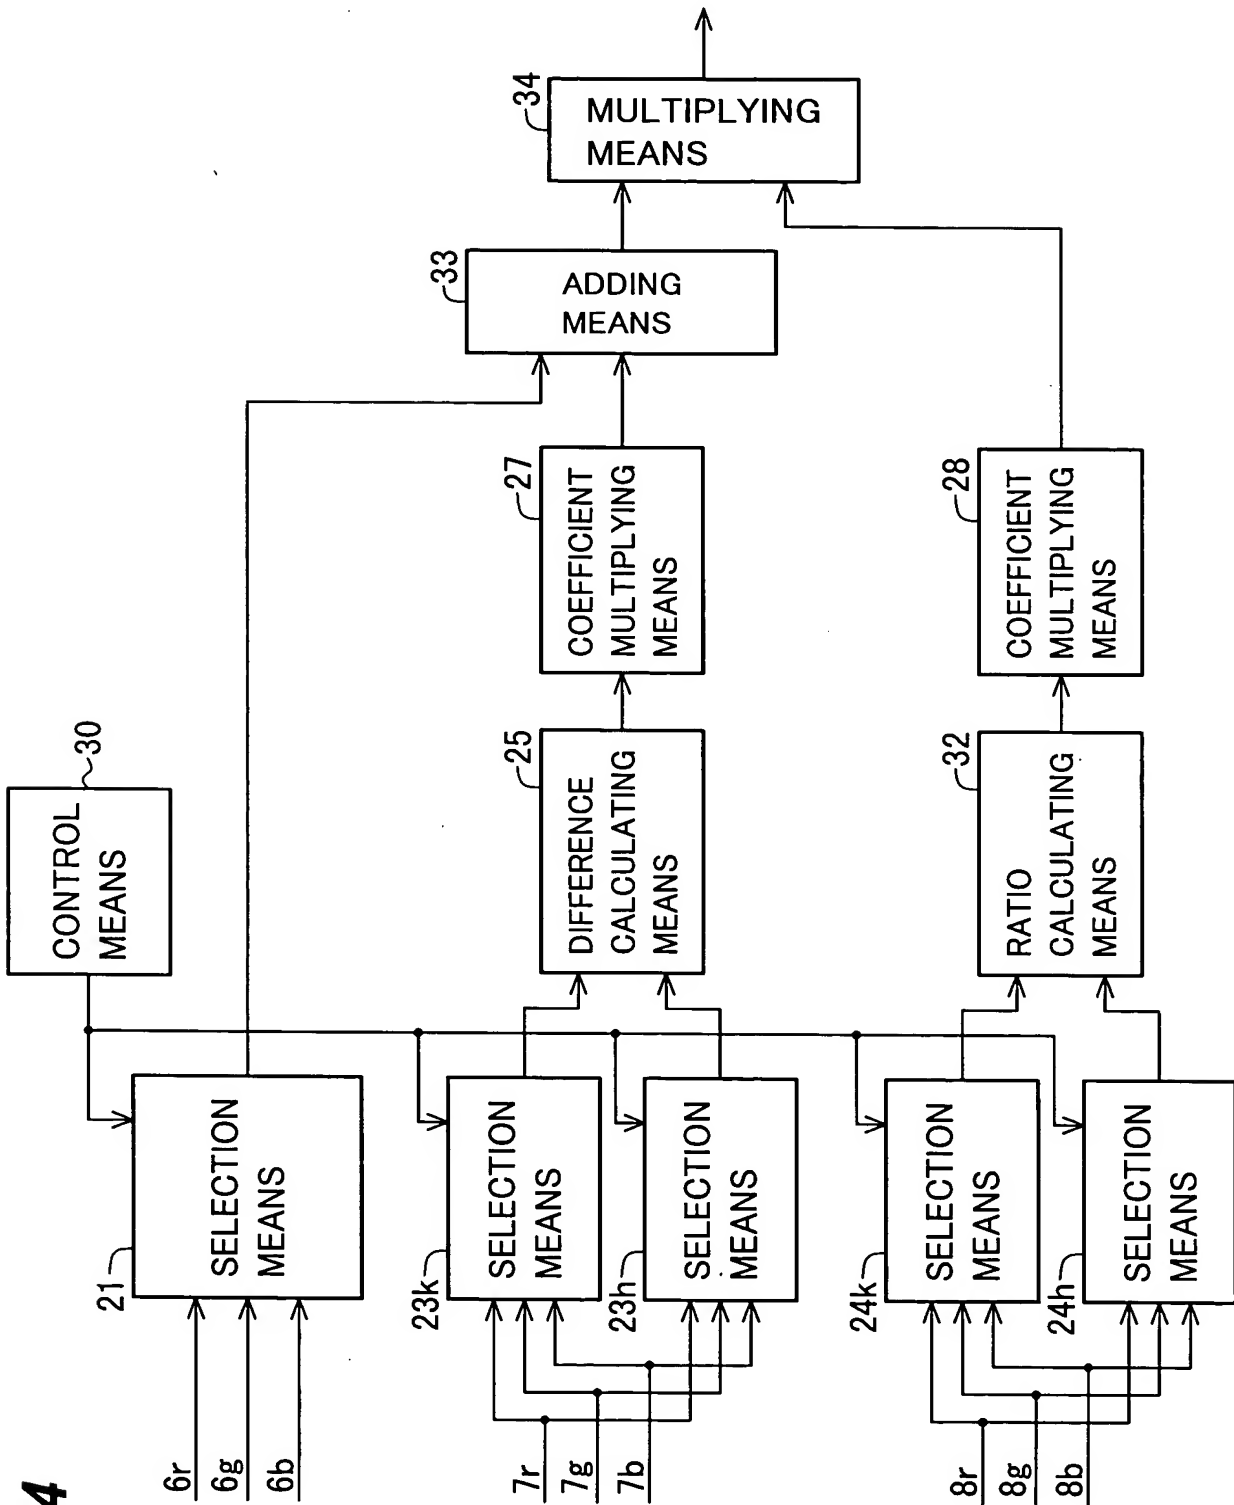 4
6r
6g
6b
21
SELECTION
MEANS
CONTROL
MEANS
30
7r
7g
7b
23k
SELECTION
MEANS
23h
SELECTION
MEANS
DIFFERENCE
CALCULATING
MEANS
25
COEFFICIENT
MULTIPLYING
MEANS
27
ADDING
MEANS
33
MULTIPLYING
MEANS
34
8r
8g
8b
24k
SELECTION
MEANS
24h
SELECTION
MEANS
RATIO
CALCULATING
MEANS
32
COEFFICIENT
MULTIPLYING
MEANS
28